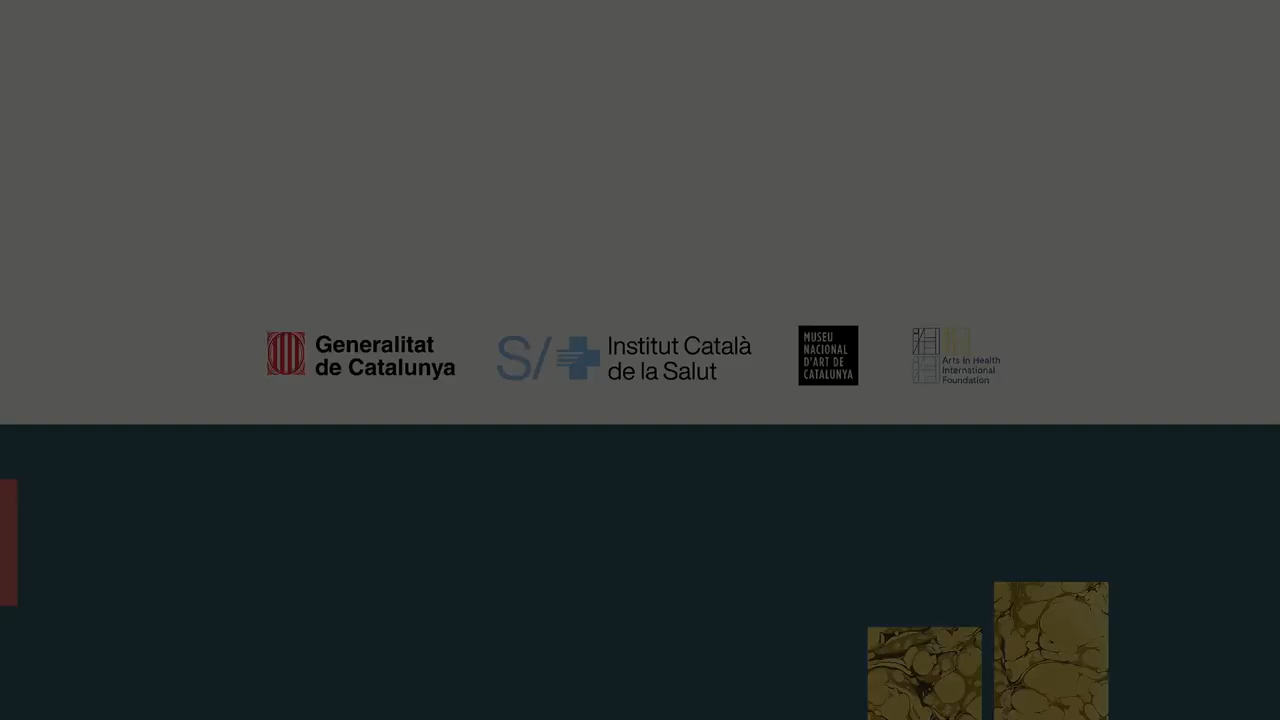 Generalitat
de Catalunya
S/
Institut Català
de la Salut
MUSEU
NACIONAL
D'ART DE
CATALUNYA
Arts in Health
International
Foundation